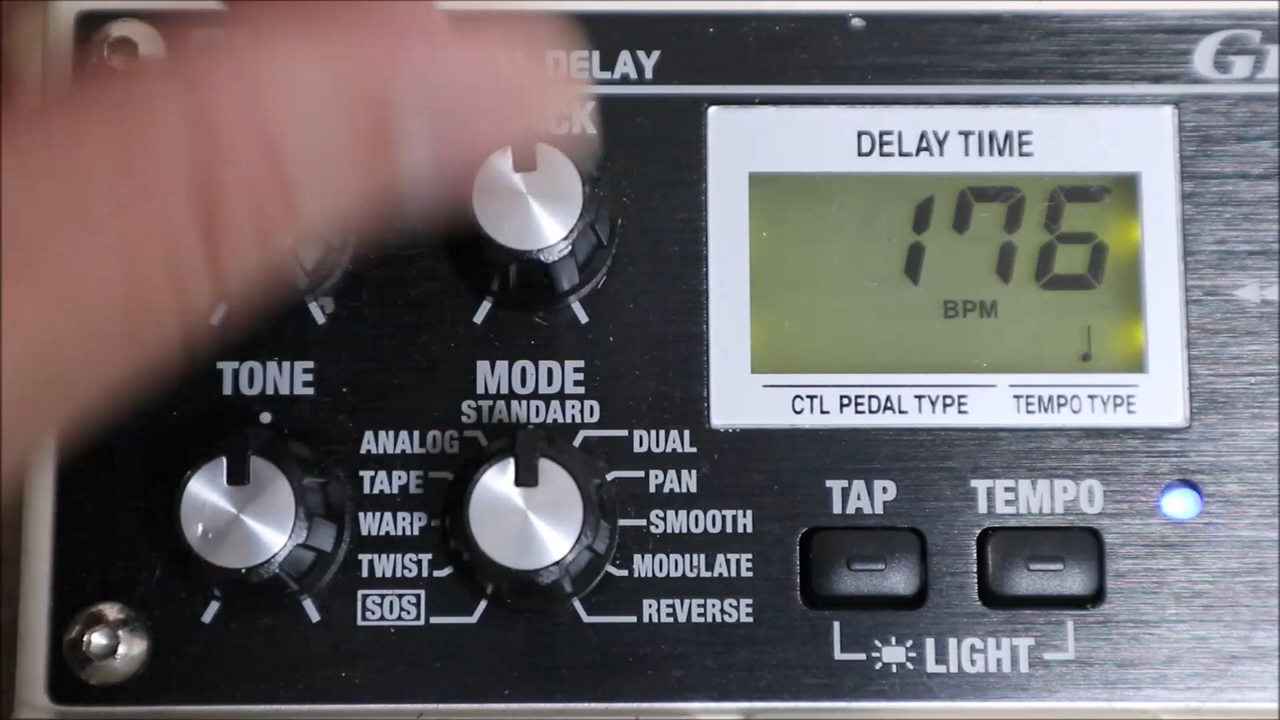 DELAY
DELAY TIME
176
BPM
CTL PEDAL TYPE
TEMPO TYPE
TONE
MODE
STANDARD
ANALOG
DUAL
TAPE
PAN
WARP
SMOOTH
TWIST
MODULATE
SOS
REVERSE
TAP
TEMPO
LIGHT